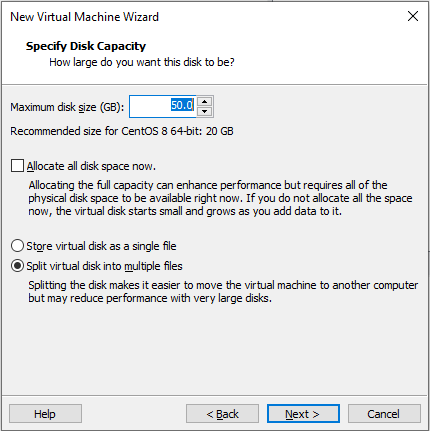 New Virtual Machine Wizard
Specify Disk Capacity
How large do you want this disk to be?
Maximum disk size (GB): 50.0
Recommended size for CentOS 8 64-bit: 20 GB
Allocate all disk space now.
Allocating the full capacity can enhance performance but requires all of the
physical disk space to be available right now. If you do not allocate all the space
now, the virtual disk starts small and grows as you add data to it.
Store virtual disk as a single file
Split virtual disk into multiple files
Splitting the disk makes it easier to move the virtual machine to another computer
but may reduce performance with very large disks.
Help < Back Next > Cancel